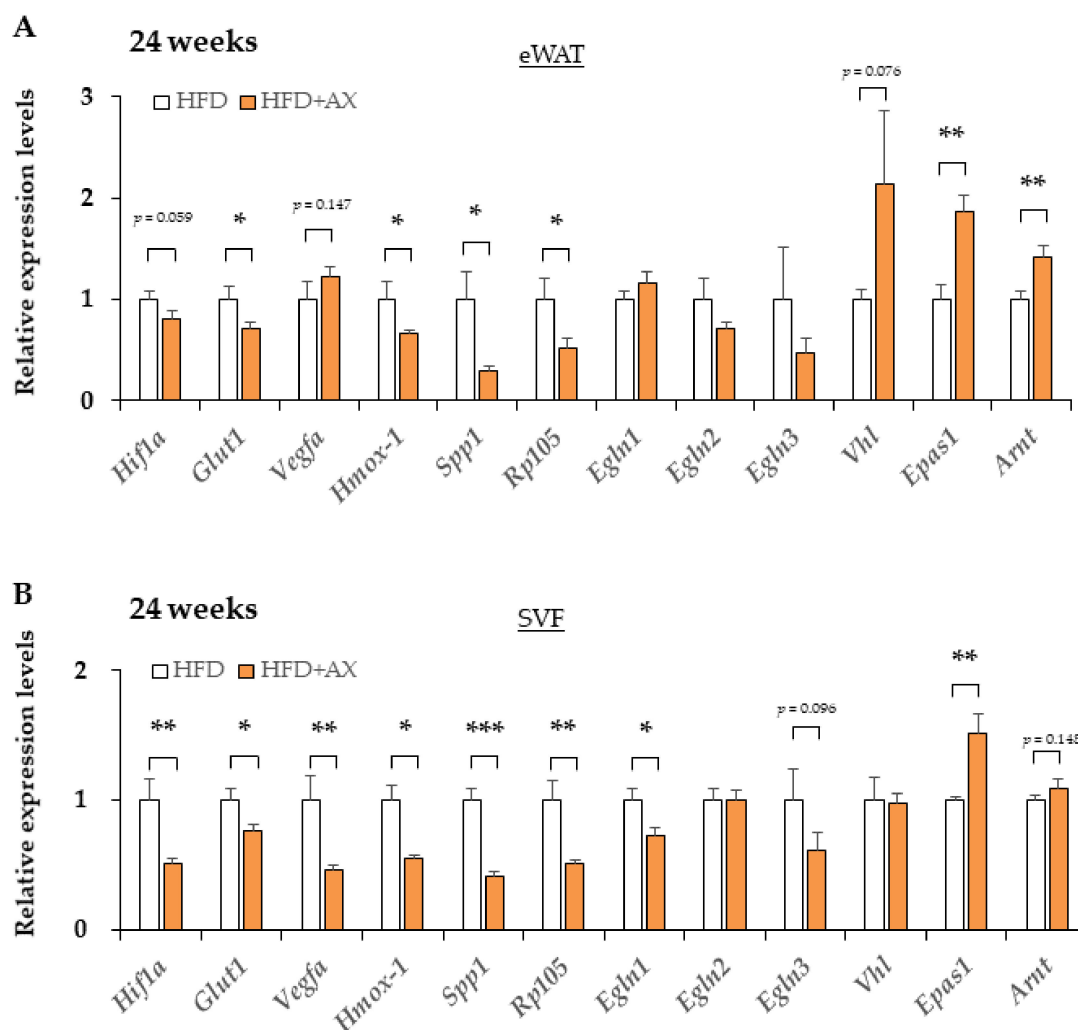 A
24 weeks
eWAT
HFD HFD+AX
Relative expression levels
3
2
1
0
p = 0.059
*
p = 0.147
*
*
*
p = 0.076
**
**
Hif1a Glut1 Vegfa Hmox-1 Spp1 Rp105 Egln1 Egln2 Egln3 Vhl Epas1 Arnt
B
24 weeks
SVF
HFD HFD+AX
Relative expression levels
2
1
0
**
*
**
*
***
**
*
p = 0.096
**
p = 0.148
Hif1a Glut1 Vegfa Hmox-1 Spp1 Rp105 Egln1 Egln2 Egln3 Vhl Epas1 Arnt